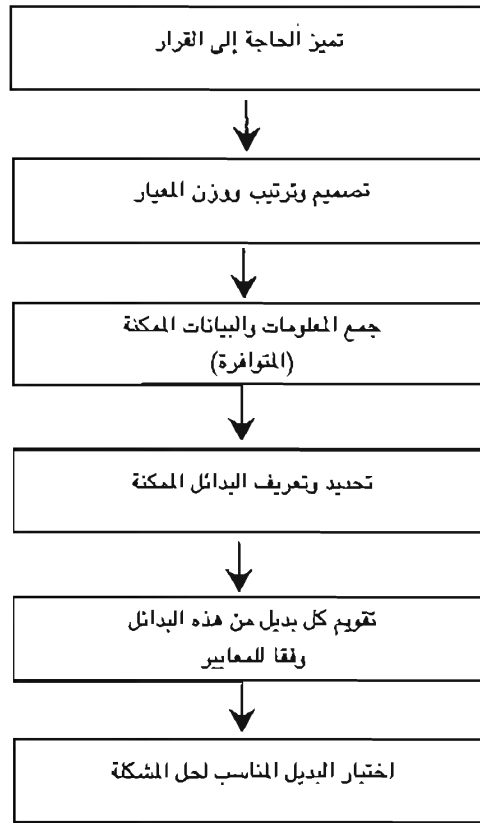 تميز ألحاجة إلى القرار
تصميم وترتيب ووزن المعيار
جمع المعلومات والبيانات الممكنة
(المتوافرة)
تحديد وتعريف البدائل الممكنة
تقويم كل بديل من هذه البدائل
وفقا للمعايير
اختيار البديل المناسب لحل المشكلة